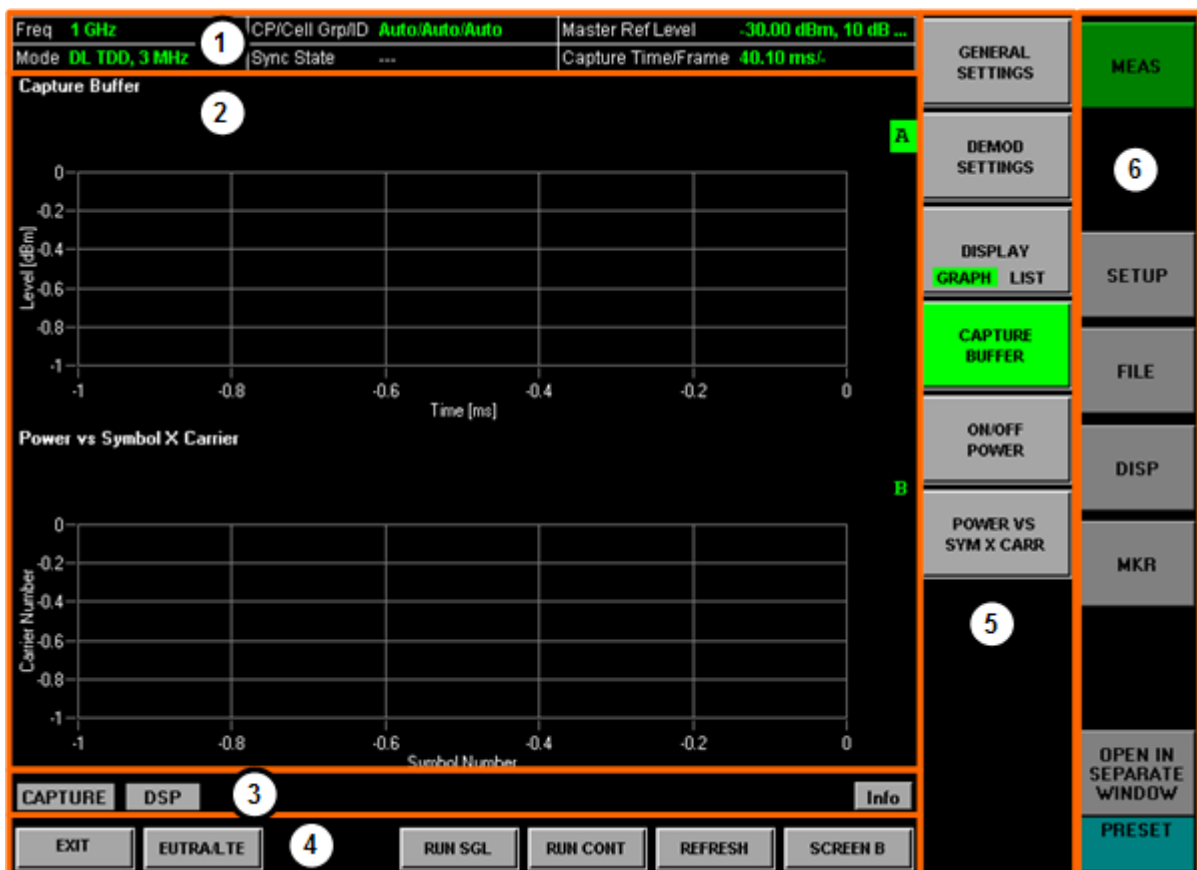 Freq 1 GHz CP/Cell Grp/ID Auto/Auto/Auto Master Ref Level -30.00 dBm, 10 dB ...
Mode DL TDD, 3 MHz Sync State --- Capture Time/Frame 40.10 ms/-
1
Capture Buffer
2
A
0
-0.2
-0.4
-0.6
-0.8
-1
Level [dBm]
-1 -0.8 -0.6 -0.4 -0.2 0
Time [ms]
Power vs Symbol X Carrier
B
0
-0.2
-0.4
-0.6
-0.8
-1
Carrier Number
-1 -0.8 -0.6 -0.4 -0.2 0
Symbol Number
CAPTURE DSP 3 Info
EXIT EUTRA/LTE 4 RUN SGL RUN CONT REFRESH SCREEN B
GENERAL
SETTINGS
DEMOD
SETTINGS
DISPLAY
GRAPH LIST
CAPTURE
BUFFER
ON/OFF
POWER
POWER VS
SYM X CARR
5
MEAS
6
SETUP
FILE
DISP
MKR
OPEN IN
SEPARATE
WINDOW
PRESET